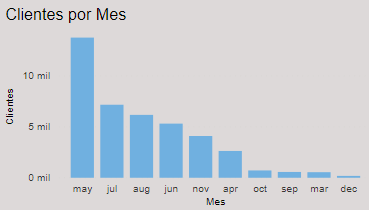 Clientes por Mes
Clientes
10 mil
5 mil
0 mil
may jul aug jun nov apr oct sep mar dec
Mes